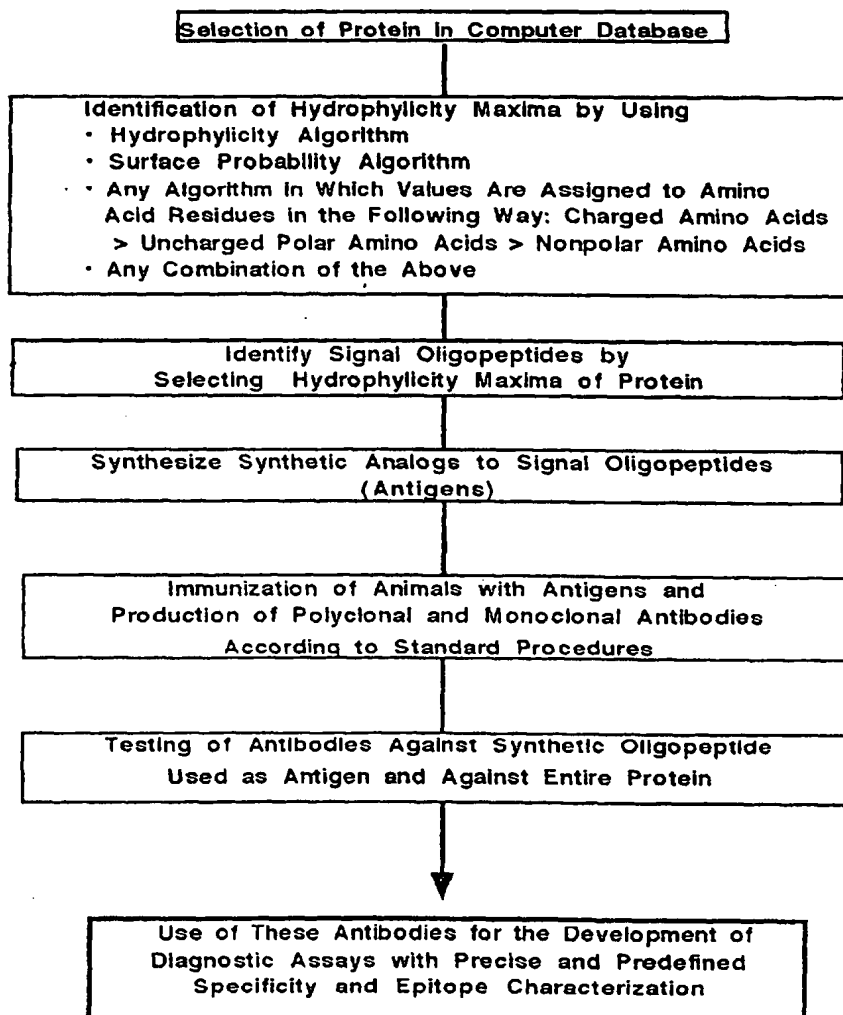 Selection of Protein in Computer Database
Identification of Hydrophylicity Maxima by Using
· Hydrophylicity Algorithm
· Surface Probability Algorithm
· Any Algorithm in Which Values Are Assigned to Amino
Acid Residues in the Following Way: Charged Amino Acids
> Uncharged Polar Amino Acids > Nonpolar Amino Acids
· Any Combination of the Above
Identify Signal Oligopeptides by
Selecting Hydrophylicity Maxima of Protein
Synthesize Synthetic Analogs to Signal Oligopeptides
(Antigens)
Immunization of Animals with Antigens and
Production of Polyclonal and Monoclonal Antibodies
According to Standard Procedures
Testing of Antibodies Against Synthetic Oligopeptide
Used as Antigen and Against Entire Protein
Use of These Antibodies for the Development of
Diagnostic Assays with Precise and Predefined
Specificity and Epitope Characterization